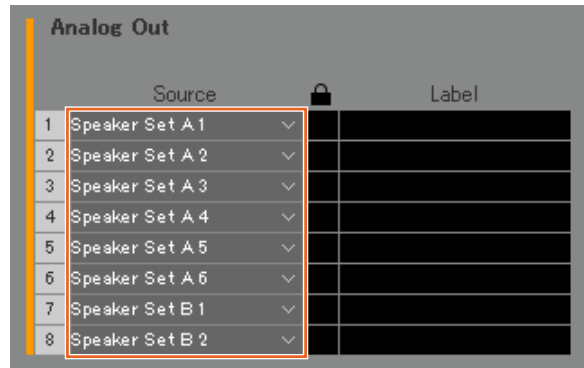 Analog Out
Source Label
1 Speaker Set A 1
2 Speaker Set A 2
3 Speaker Set A 3
4 Speaker Set A 4
5 Speaker Set A 5
6 Speaker Set A 6
7 Speaker Set B 1
8 Speaker Set B 2